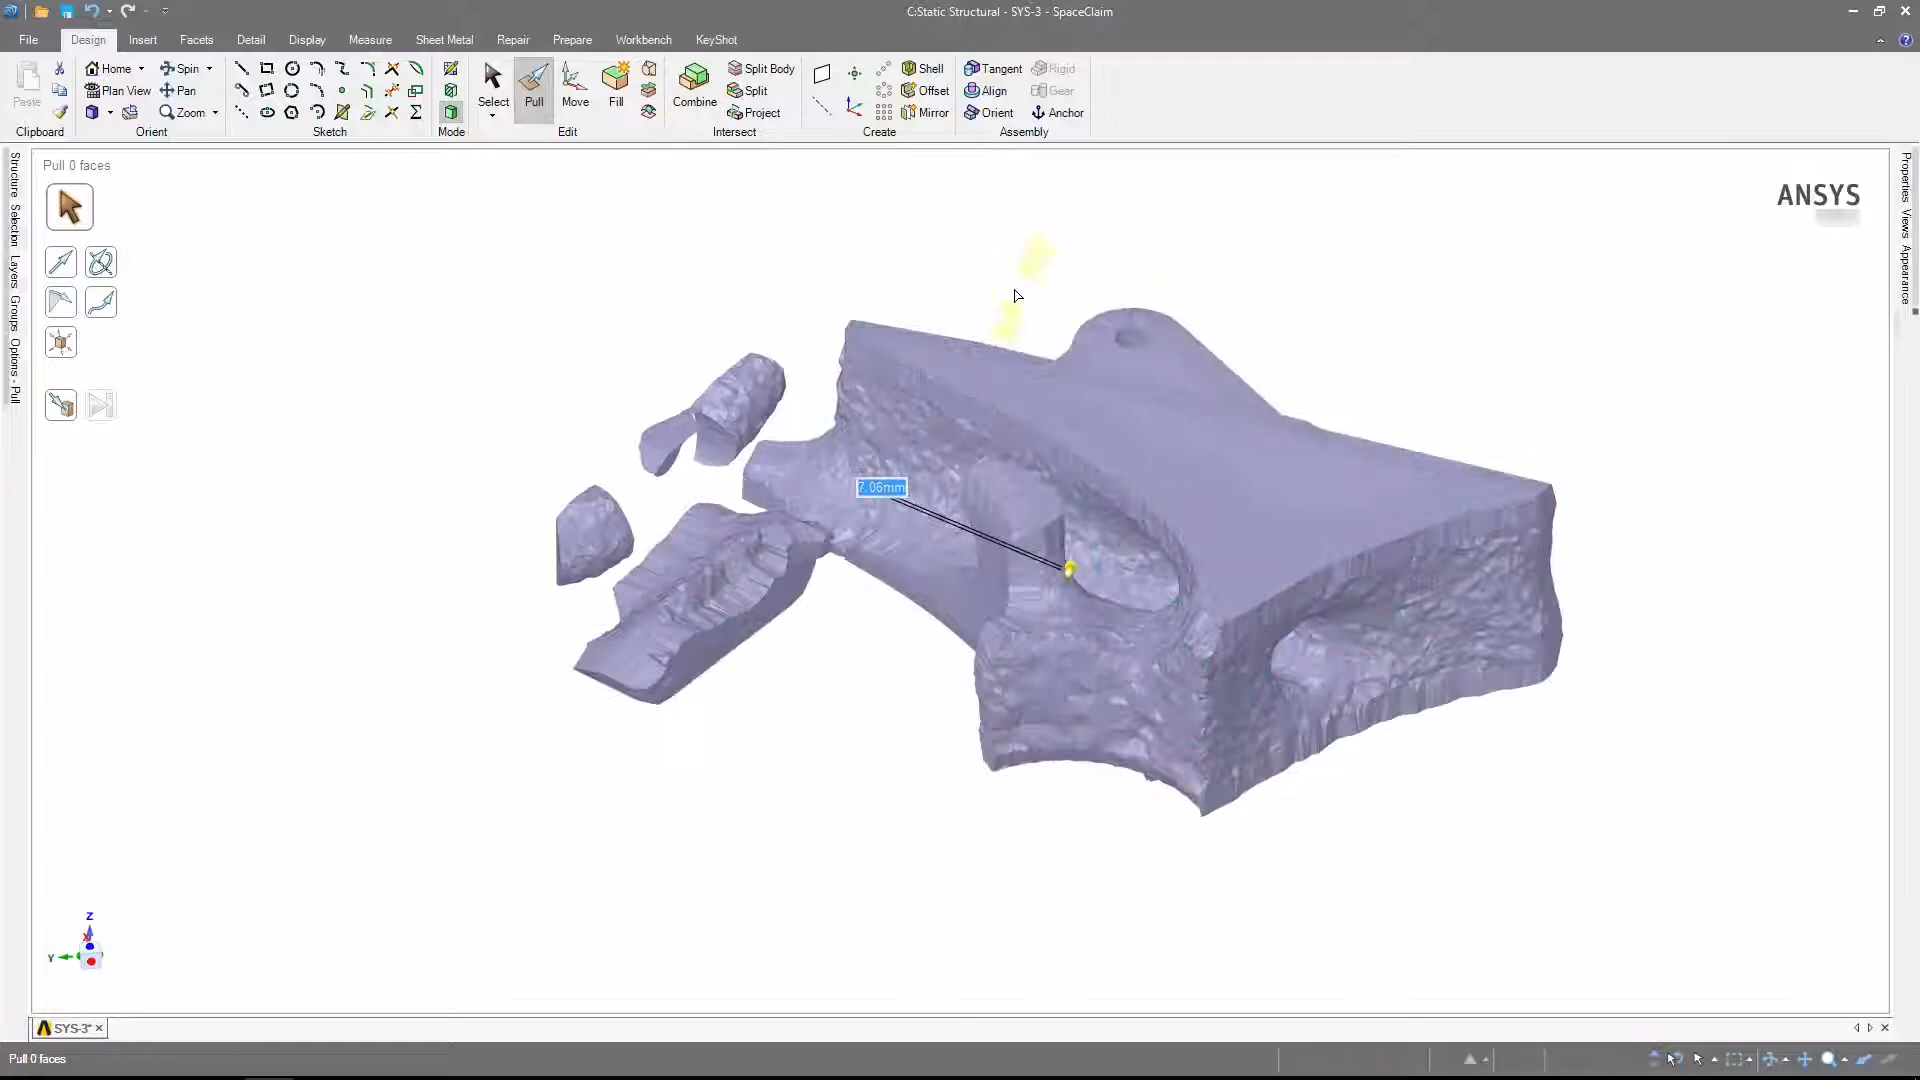 C:Static Structural - SYS-3 - SpaceClaim
File Design Insert Facets Detail Display Measure Sheet Metal Repair Prepare Workbench KeyShot
Paste
Home Spin
Plan View Pan
Zoom
Select Pull Move Fill
Combine
Split Body
Split
Project
Shell
Offset
Mirror
Tangent Rigid
Align Gear
Orient Anchor
Clipboard Orient Sketch Mode Edit Intersect Create Assembly
Structure Selection Layers Groups Options - Pull
Pull 0 faces
ANSYS
Properties Views Appearance
7.06mm
Z
X
Y
SYS-3*
Pull 0 faces